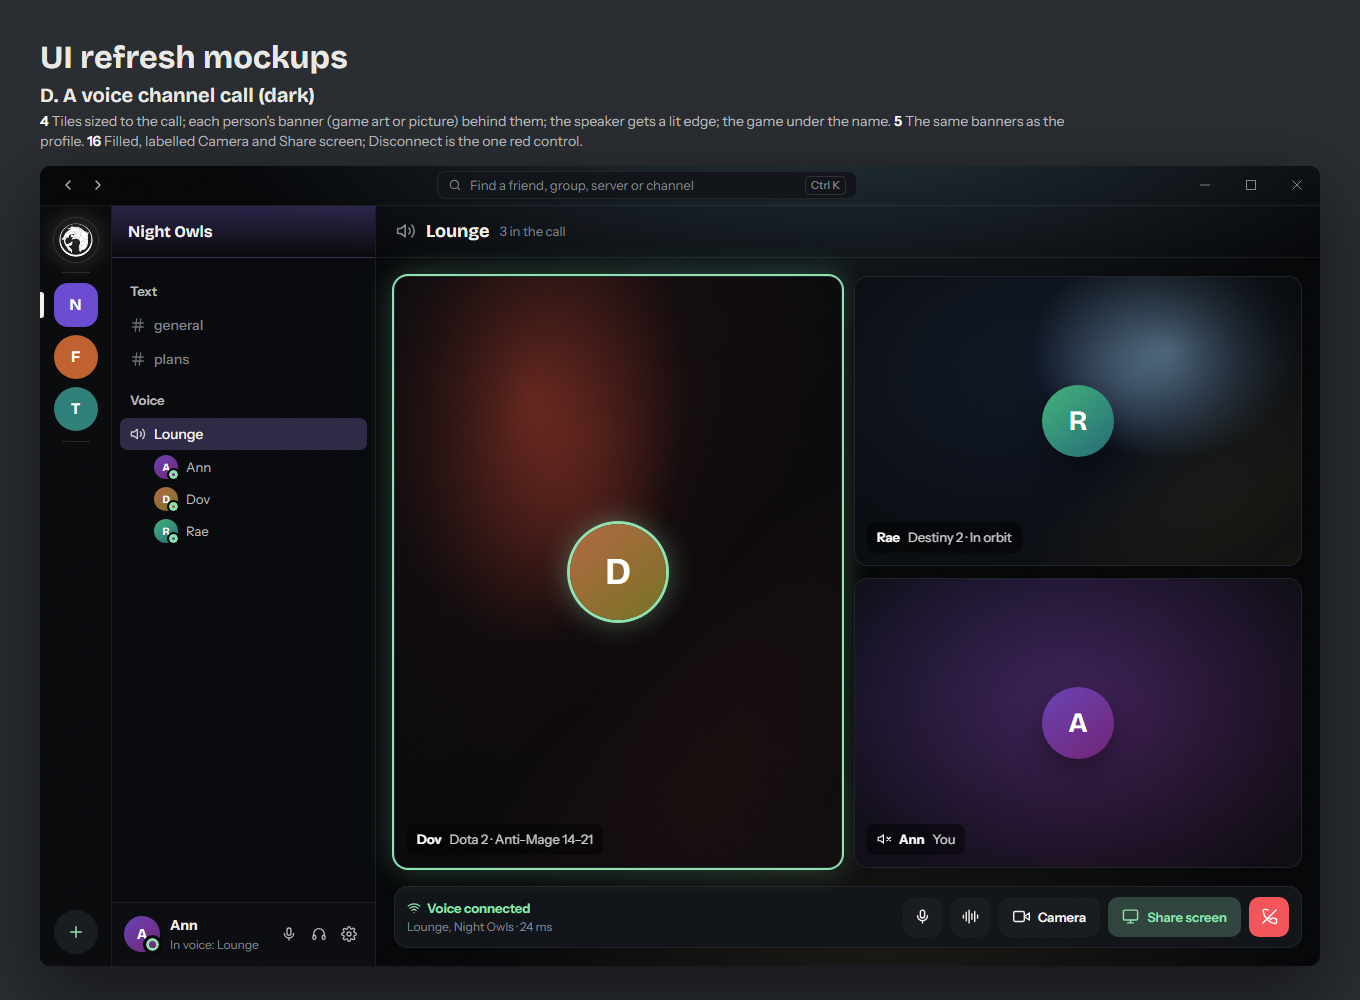 UI refresh mockups
D. A voice channel call (dark)
4 Tiles sized to the call; each person's banner (game art or picture) behind them; the speaker gets a lit edge; the game under the name. 5 The same banners as the
profile. 16 Filled, labelled Camera and Share screen; Disconnect is the one red control.
Find a friend, group, server or channel
Ctrl K
Night Owls
Lounge 3 in the call
N
F
T
Text
general
plans
Voice
Lounge
A Ann
D Dov
R Rae
D
Dov Dota 2 · Anti-Mage 14–21
R
Rae Destiny 2 · In orbit
A
Ann You
A
Ann
In voice: Lounge
Voice connected
Lounge, Night Owls · 24 ms
Camera
Share screen